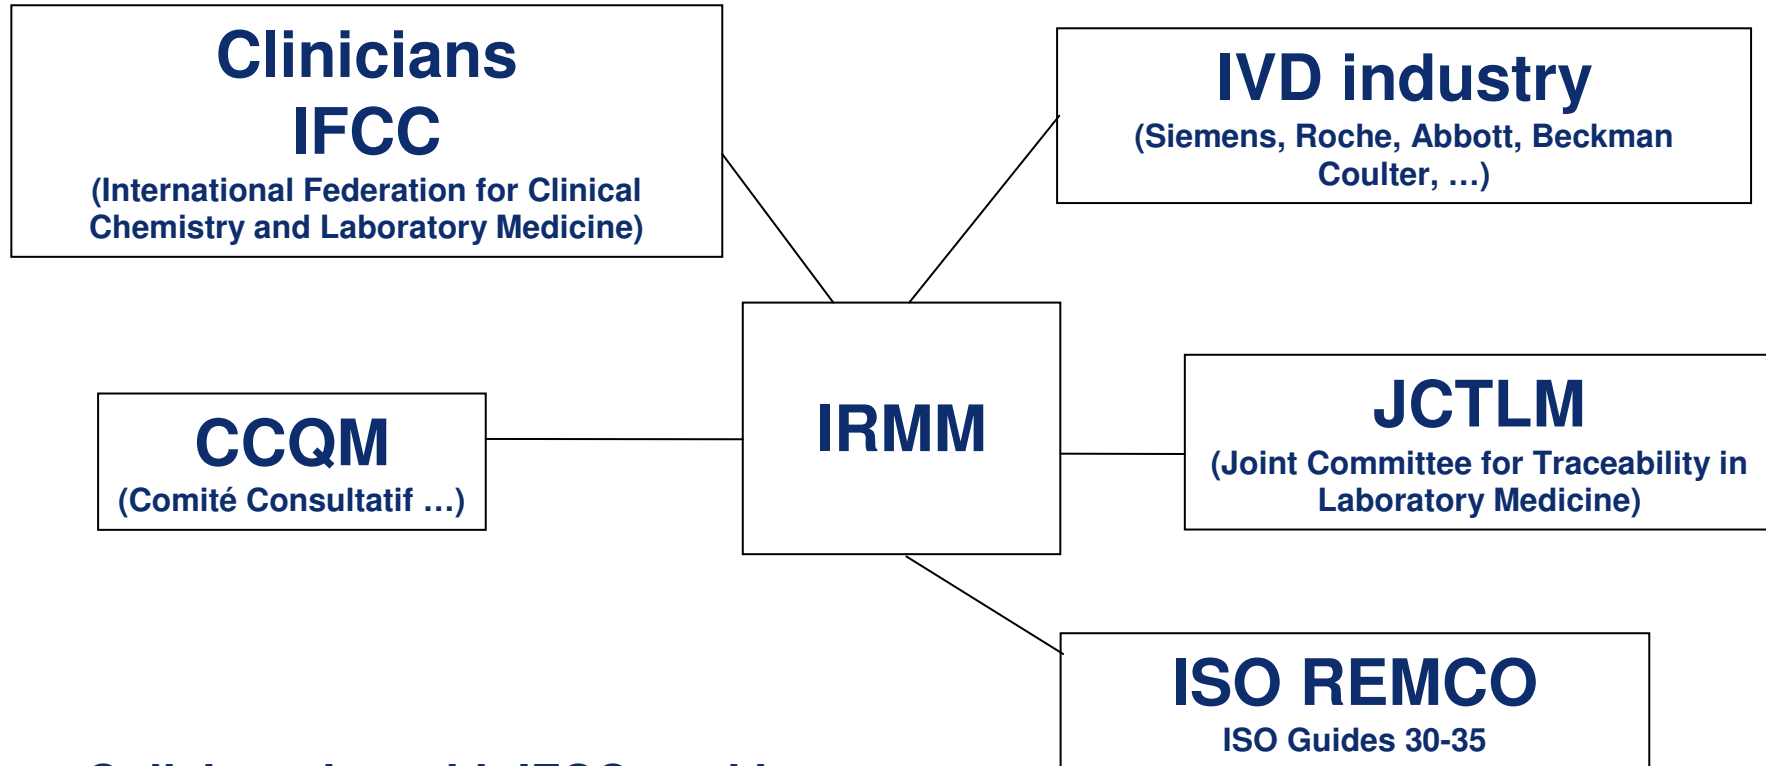 Clinicians
IFCC
(International Federation for Clinical
Chemistry and Laboratory Medicine)
IVD industry
(Siemens, Roche, Abbott, Beckman
Coulter, …)
IRMM
CCQM
(Comité Consultatif …)
JCTLM
(Joint Committee for Traceability in
Laboratory Medicine)
ISO REMCO
ISO Guides 30-35